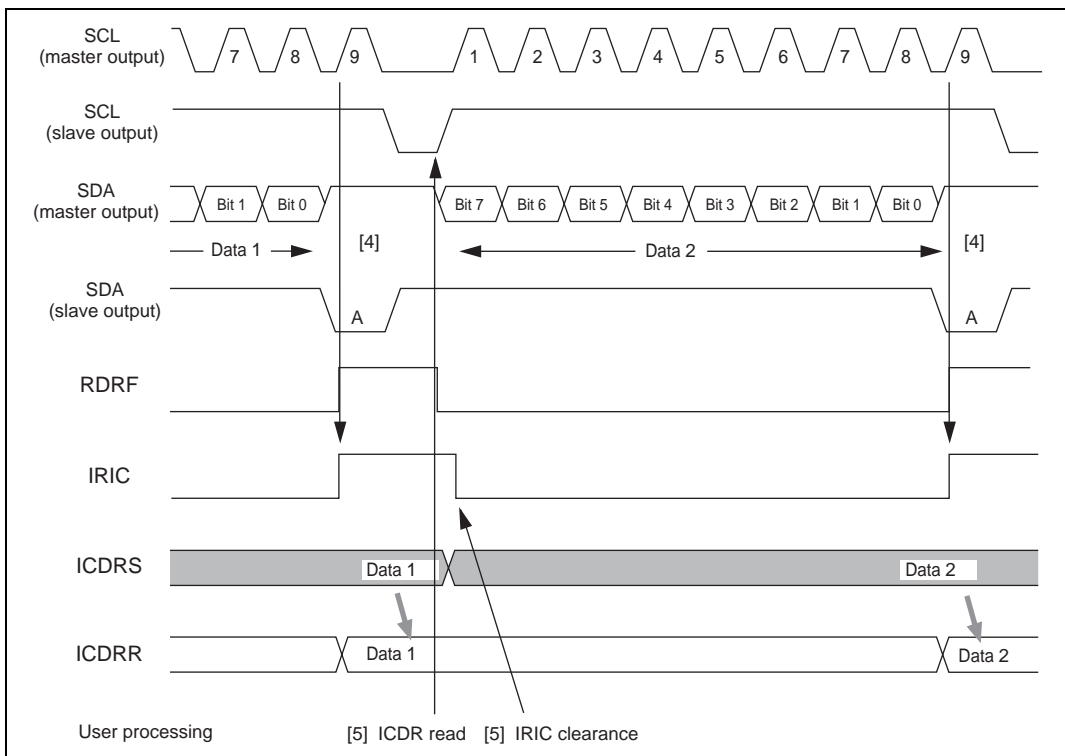 SCL
(master output)
7 8 9 1 2 3 4 5 6 7 8 9
SCL
(slave output)
SDA
(master output)
Bit 1 Bit 0 Bit 7 Bit 6 Bit 5 Bit 4 Bit 3 Bit 2 Bit 1 Bit 0
Data 1 [4] Data 2 [4]
SDA
(slave output)
A A
RDRF
IRIC
ICDRS Data 1 Data 2
ICDRR Data 1 Data 2
User processing [5] ICDR read [5] IRIC clearance